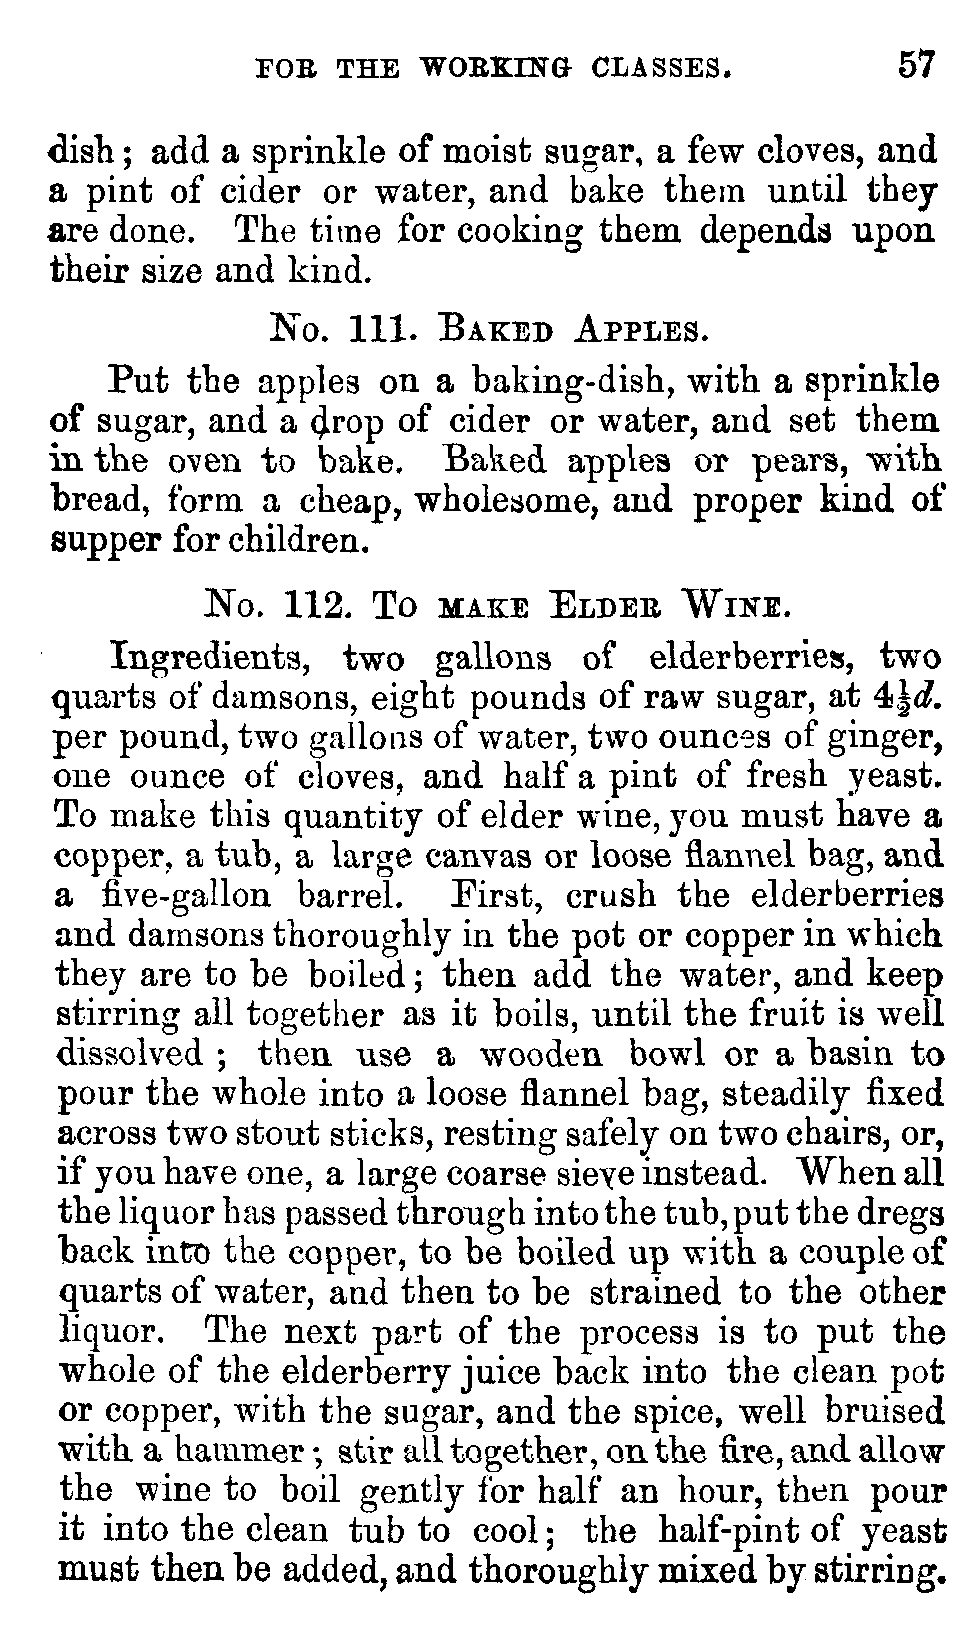 FOR THE WORKING CLASSES. 57
dish; add a sprinkle of moist sugar, a few cloves, and
a pint of cider or water, and bake them until they
are done. The time for cooking them depends upon
their size and kind.
No. 111. Baked Apples.
Put the apples on a baking-dish, with a sprinkle
of sugar, and a drop of cider or water, and set them
in the oven to bake. Baked apples or pears, with
bread, form a cheap, wholesome, and proper kind of
supper for children.
No. 112. To make Elder Wine.
Ingredients, two gallons of elderberries, two
quarts of damsons, eight pounds of raw sugar, at 4½d.
per pound, two gallons of water, two ounces of ginger,
one ounce of cloves, and half a pint of fresh yeast.
To make this quantity of elder wine, you must have a
copper, a tub, a large canvas or loose flannel bag, and
a five-gallon barrel. First, crush the elderberries
and damsons thoroughly in the pot or copper in which
they are to be boiled; then add the water, and keep
stirring all together as it boils, until the fruit is well
dissolved; then use a wooden bowl or a basin to
pour the whole into a loose flannel bag, steadily fixed
across two stout sticks, resting safely on two chairs, or,
if you have one, a large coarse sieve instead. When all
the liquor has passed through into the tub, put the dregs
back into the copper, to be boiled up with a couple of
quarts of water, and then to be strained to the other
liquor. The next part of the process is to put the
whole of the elderberry juice back into the clean pot
or copper, with the sugar, and the spice, well bruised
with a hammer; stir all together, on the fire, and allow
the wine to boil gently for half an hour, then pour
it into the clean tub to cool; the half-pint of yeast
must then be added, and thoroughly mixed by stirring.